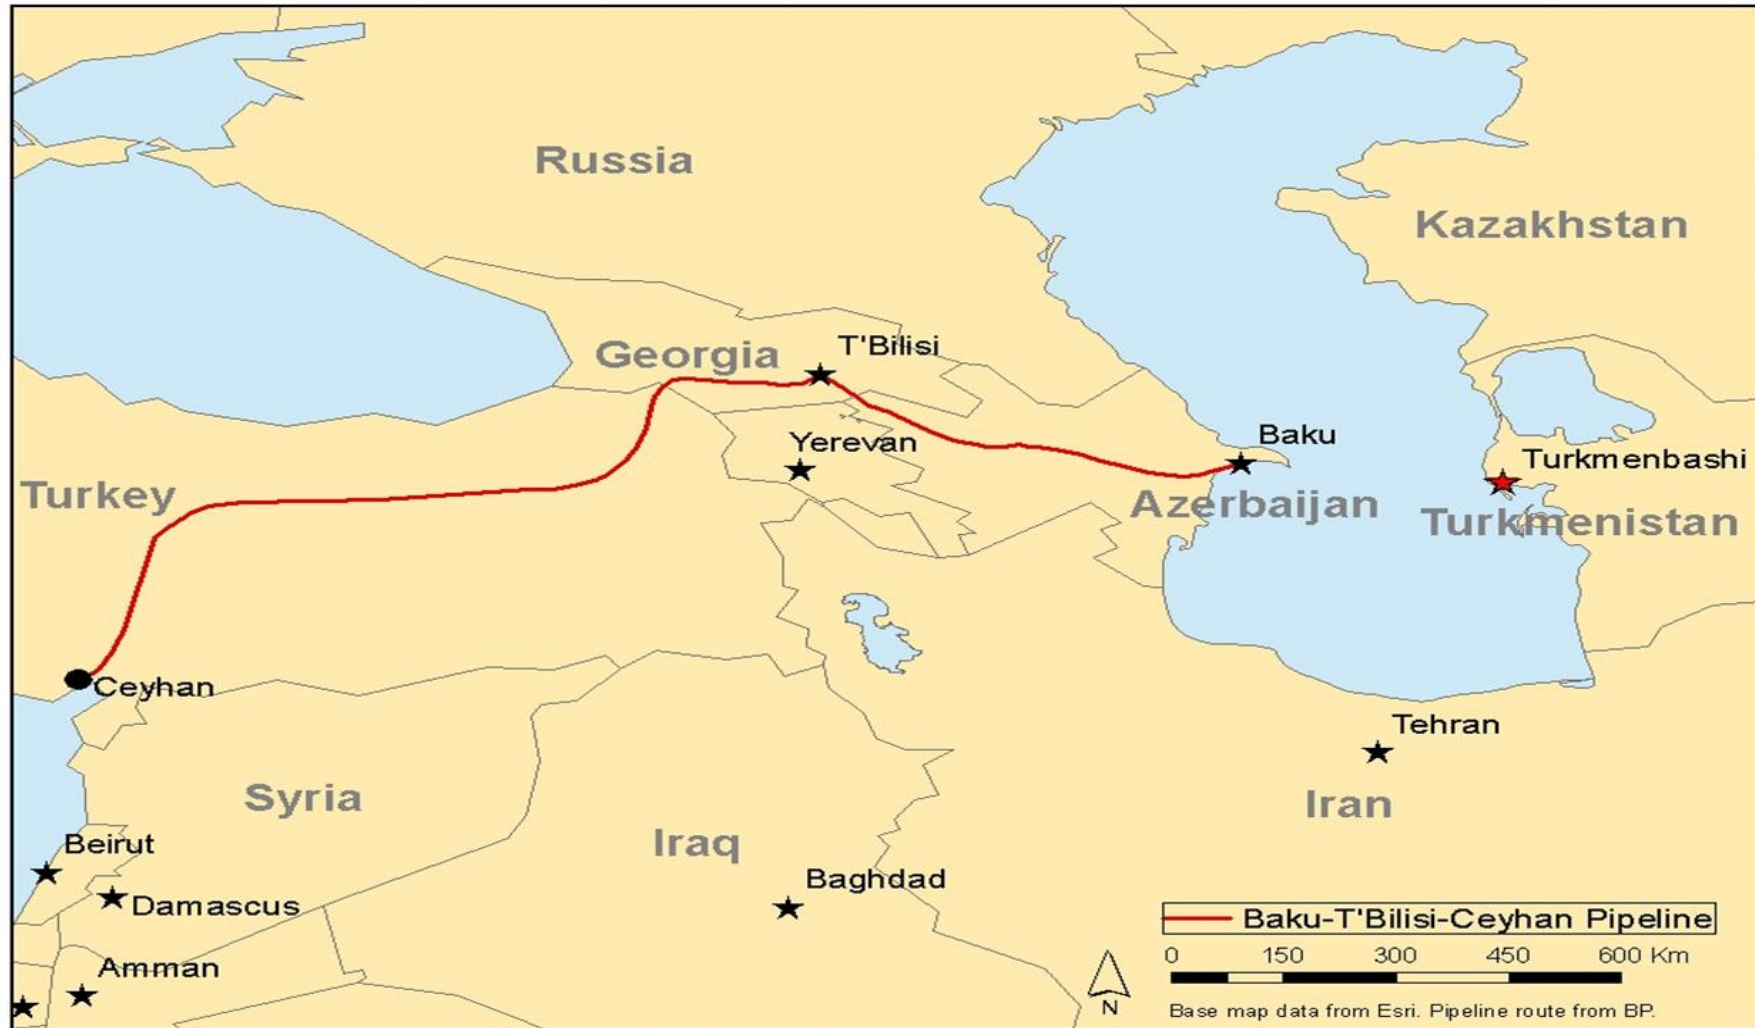 Russia
Kazakhstan
T'Bilisi
Georgia
Baku
Yerevan
Turkmenbashi
Turkey
Azerbaijan
Turkmenistan
Ceyhan
Tehran
Syria
Iran
Iraq
Beirut
Baghdad
Damascus
Baku-T'Bilisi-Ceyhan Pipeline
Amman
0 150 300 450 600 Km
N
Base map data from Esri. Pipeline route from BP.